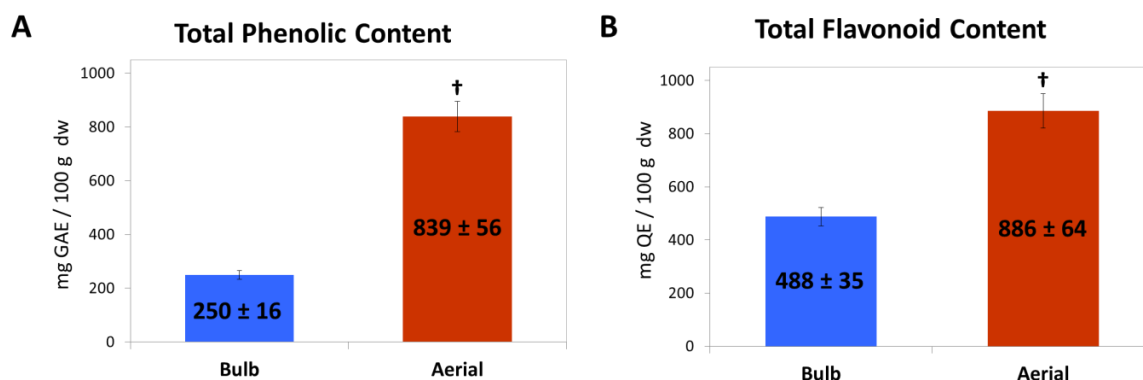 A
Total Phenolic Content
mg GAE / 100 g dw
1000
800
600
400
200
0
†
839 ± 56
250 ± 16
Bulb
Aerial
B
Total Flavonoid Content
mg QE / 100 g dw
1000
800
600
400
200
0
†
886 ± 64
488 ± 35
Bulb
Aerial